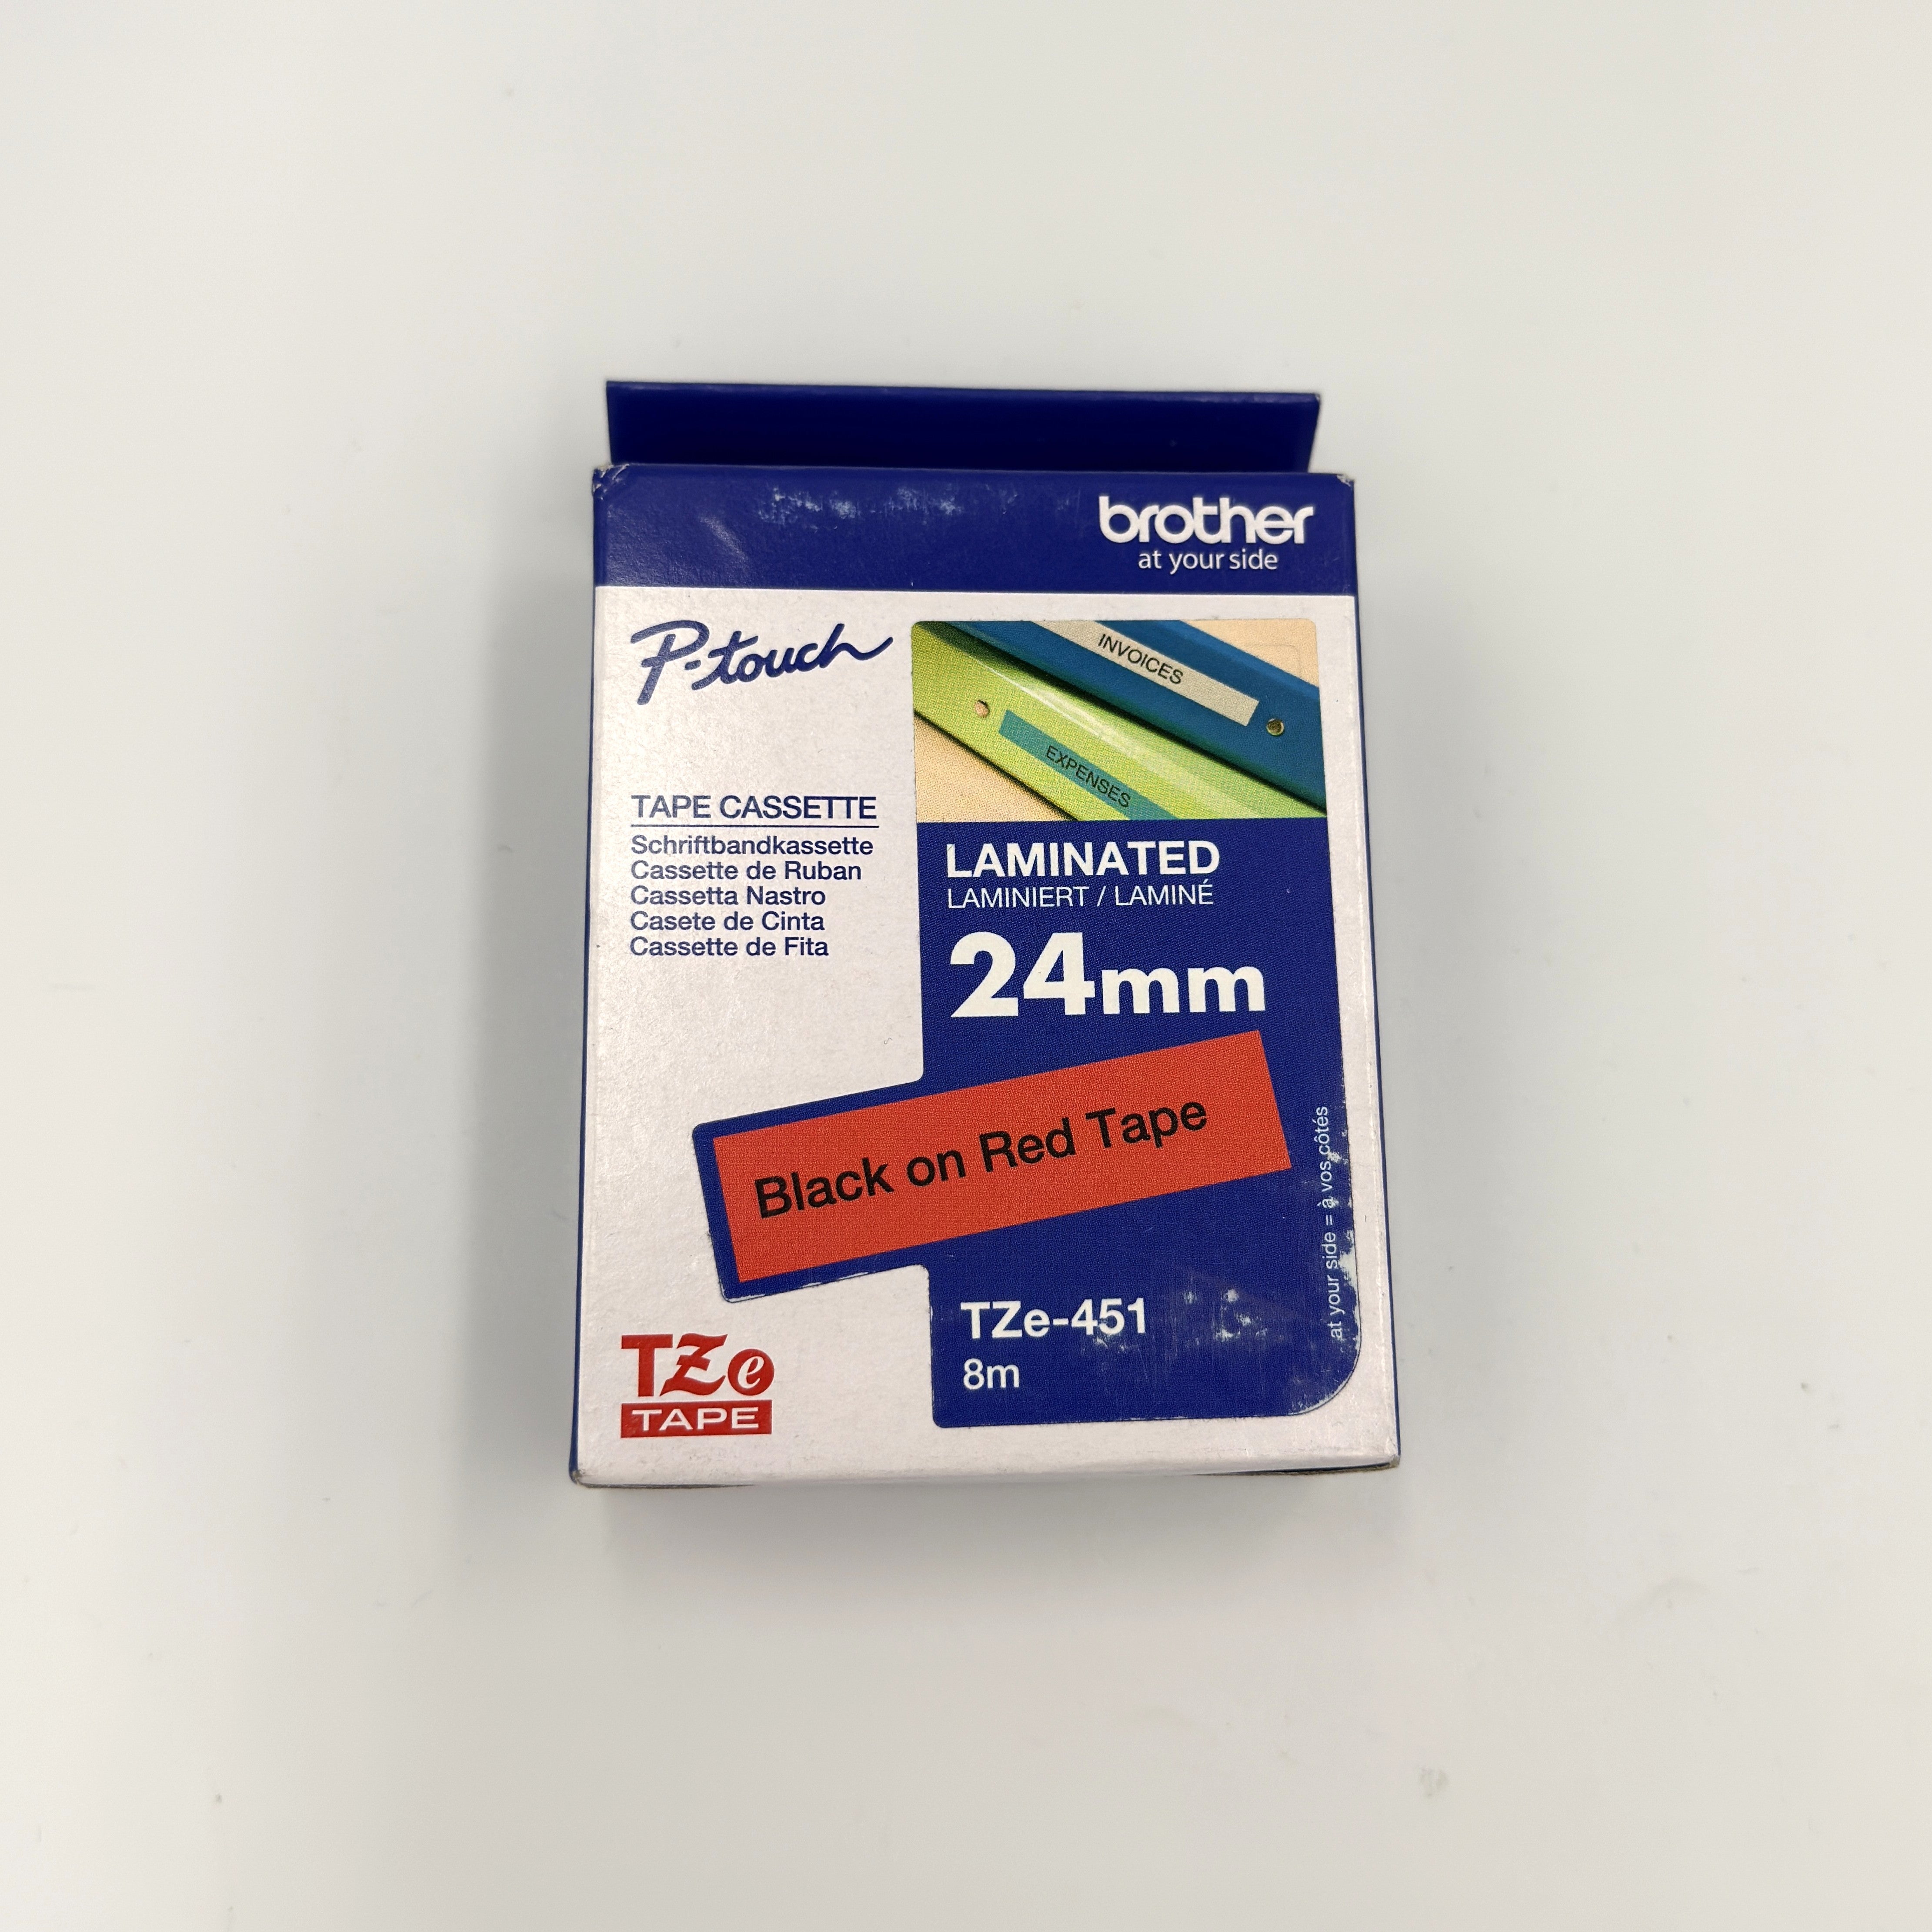 brother
at your side
P-touch
INVOICES
EXPENSES
TAPE CASSETTE
Schriftbandkassette
Cassette de Ruban
Cassetta Nastro
Casete de Cinta
Cassette de Fita
LAMINATED
LAMINIERT / LAMINÉ
24mm
Black on Red Tape
TZe-451
8m
at your side = à vos côtés
TZe
TAPE